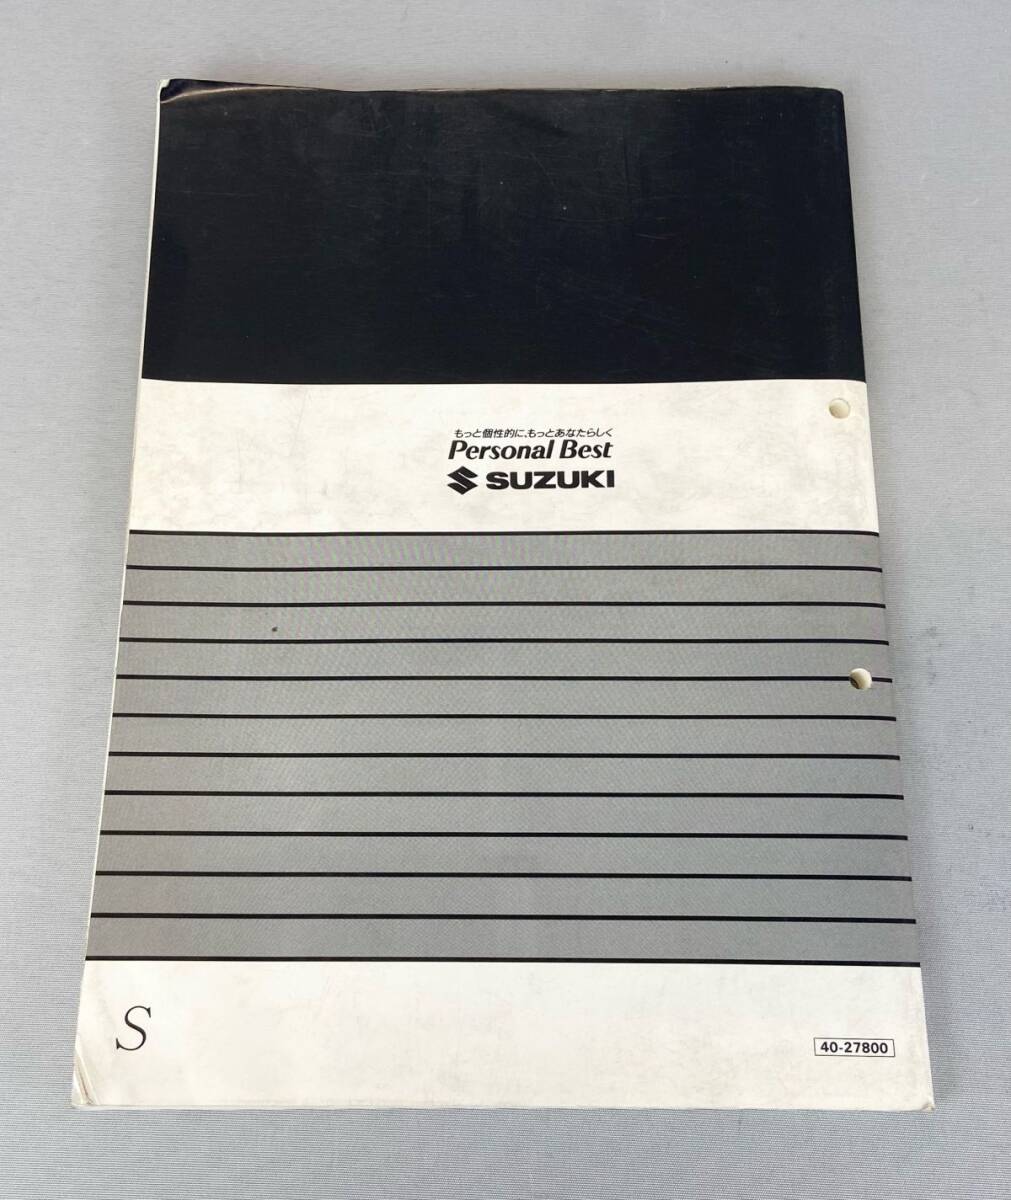 もっと個性的に、もっとあなたらしく
Personal Best
SUZUKI
S
40-27800